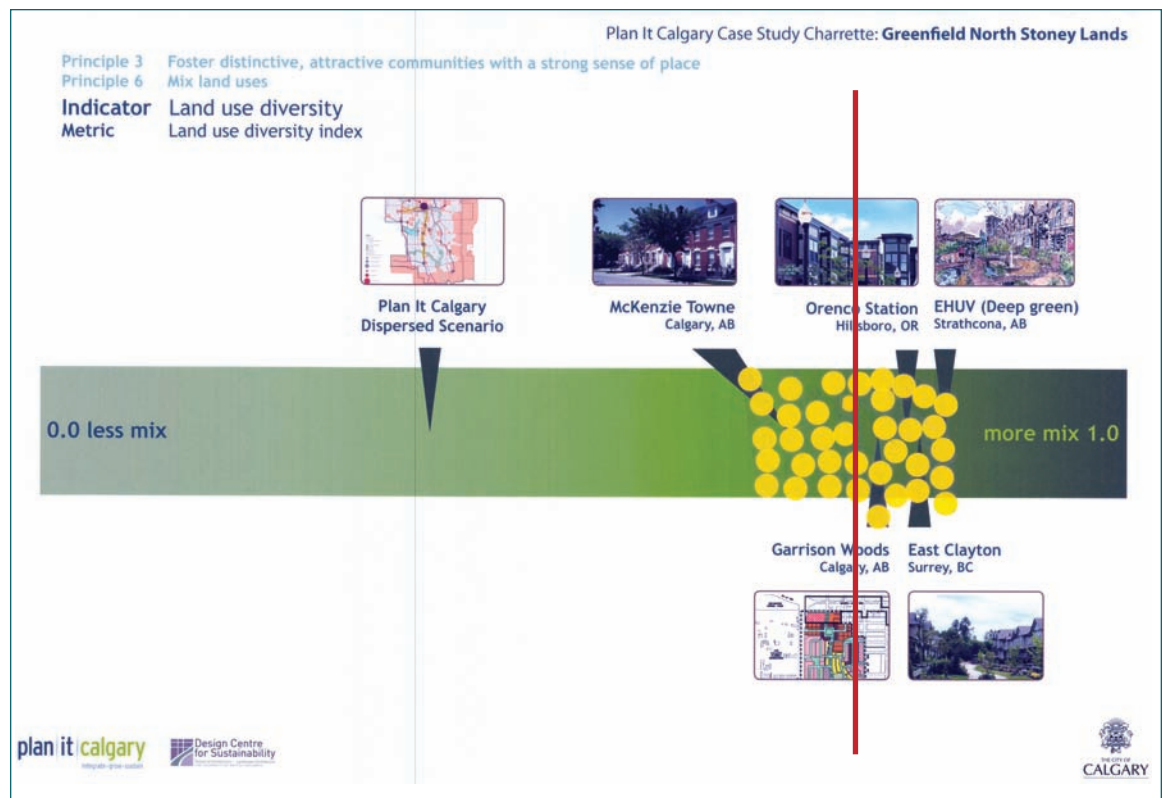 Plan It Calgary Case Study Charrette: Greenfield North Stoney Lands
Principle 3 Foster distinctive, attractive communities with a strong sense of place
Principle 6 Mix land uses
Indicator Land use diversity
Metric Land use diversity index
Plan It Calgary
Dispersed Scenario
McKenzie Towne
Calgary, AB
Orenco Station
Hillsboro, OR
EHUV (Deep green)
Strathcona, AB
0.0 less mix
more mix 1.0
Garrison Woods
Calgary, AB
East Clayton
Surrey, BC
plan it calgary
Design Centre
for Sustainability
THE CITY OF
CALGARY